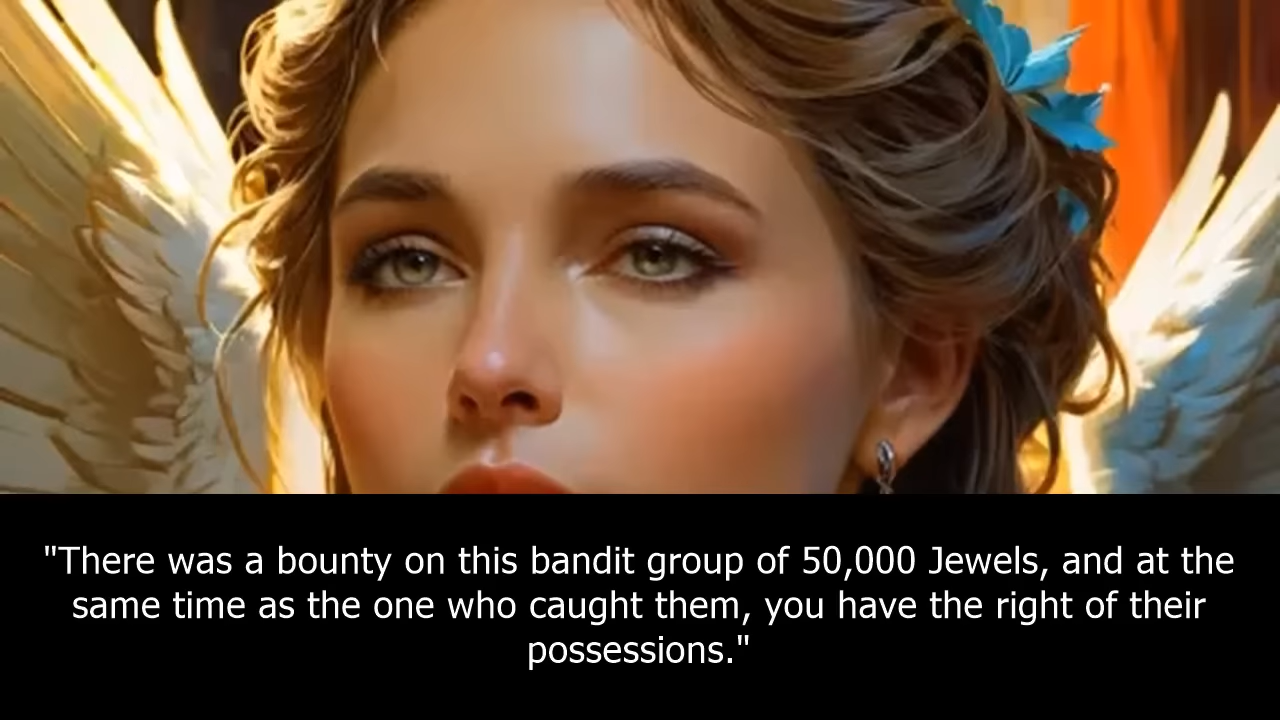 "There was a bounty on this bandit group of 50,000 Jewels, and at the
same time as the one who caught them, you have the right of their
possessions."